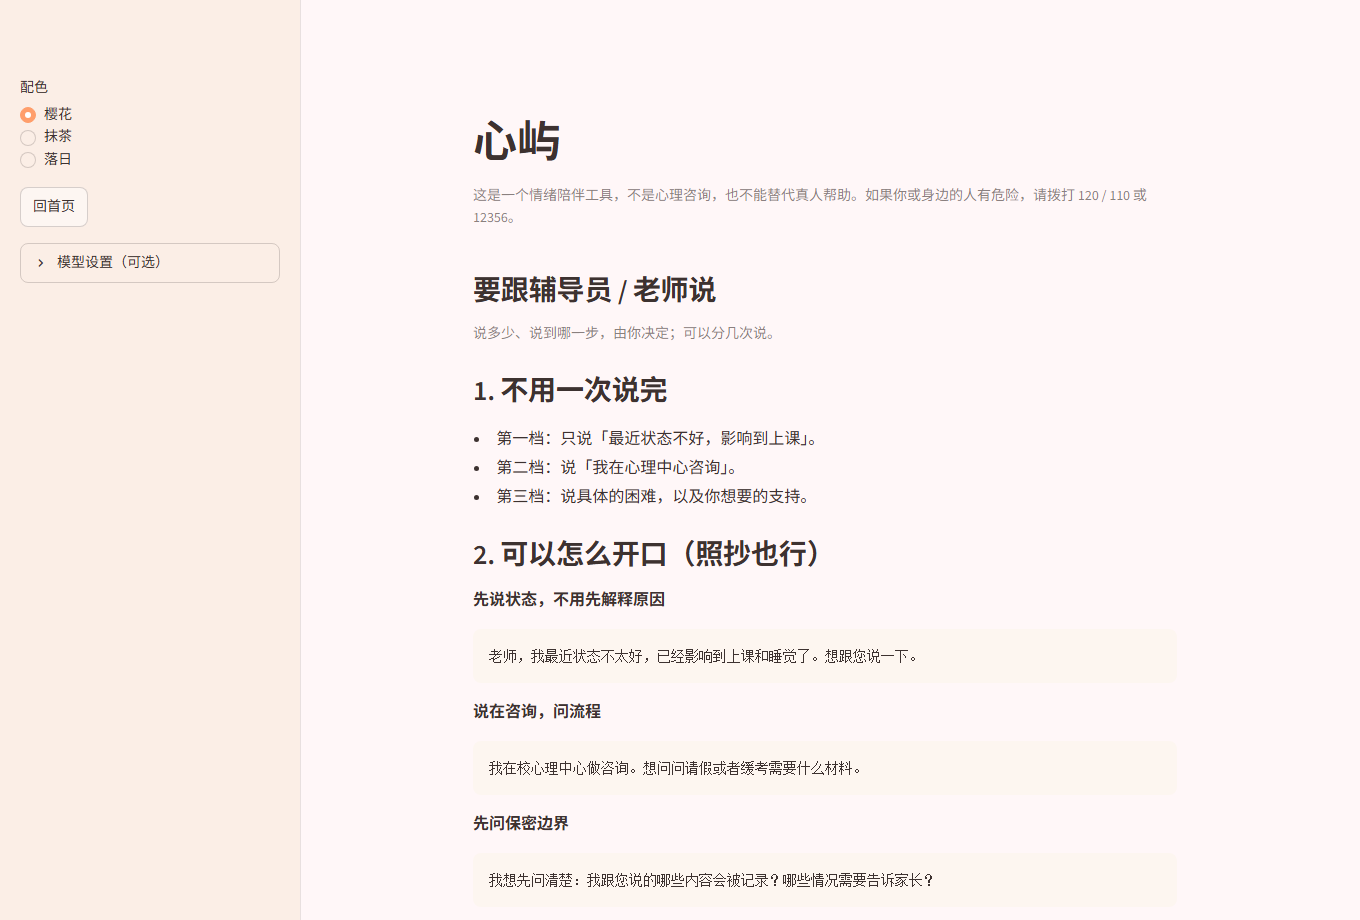 配色
樱花
抹茶
落日
回首页
模型设置（可选）
心屿
这是一个情绪陪伴工具，不是心理咨询，也不能替代真人帮助。如果你或身边的人有危险，请拨打 120 / 110 或
12356。
要跟辅导员 / 老师说
说多少、说到哪一步，由你决定；可以分几次说。
1. 不用一次说完
• 第一档：只说「最近状态不好，影响到上课」。
• 第二档：说「我在心理中心咨询」。
• 第三档：说具体的困难，以及你想要的支持。
2. 可以怎么开口（照抄也行）
先说状态，不用先解释原因
老师，我最近状态不太好，已经影响到上课和睡觉了。想跟您说一下。
说在咨询，问流程
我在校心理中心做咨询。想问问请假或者缓考需要什么材料。
先问保密边界
我想先问清楚：我跟您说的哪些内容会被记录？哪些情况需要告诉家长？